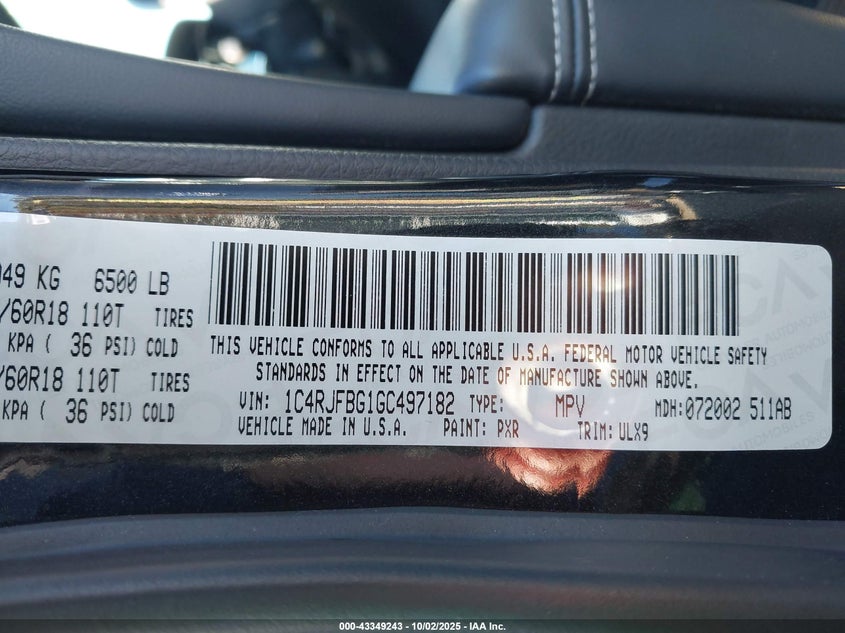 049 KG 6500 LB
/60R18 110T TIRES
KPA ( 36 PSI) COLD
/60R18 110T TIRES
KPA ( 36 PSI) COLD
THIS VEHICLE CONFORMS TO ALL APPLICABLE U.S.A. FEDERAL MOTOR VEHICLE SAFETY
STANDARDS IN EFFECT ON THE DATE OF MANUFACTURE SHOWN ABOVE.
VIN: 1C4RJFBG1GC497182 TYPE: MPV MDH:072002 511AB
VEHICLE MADE IN U.S.A. PAINT: PXR TRIM: ULX9
000-43349243 - 10/02/2025 - IAA Inc.